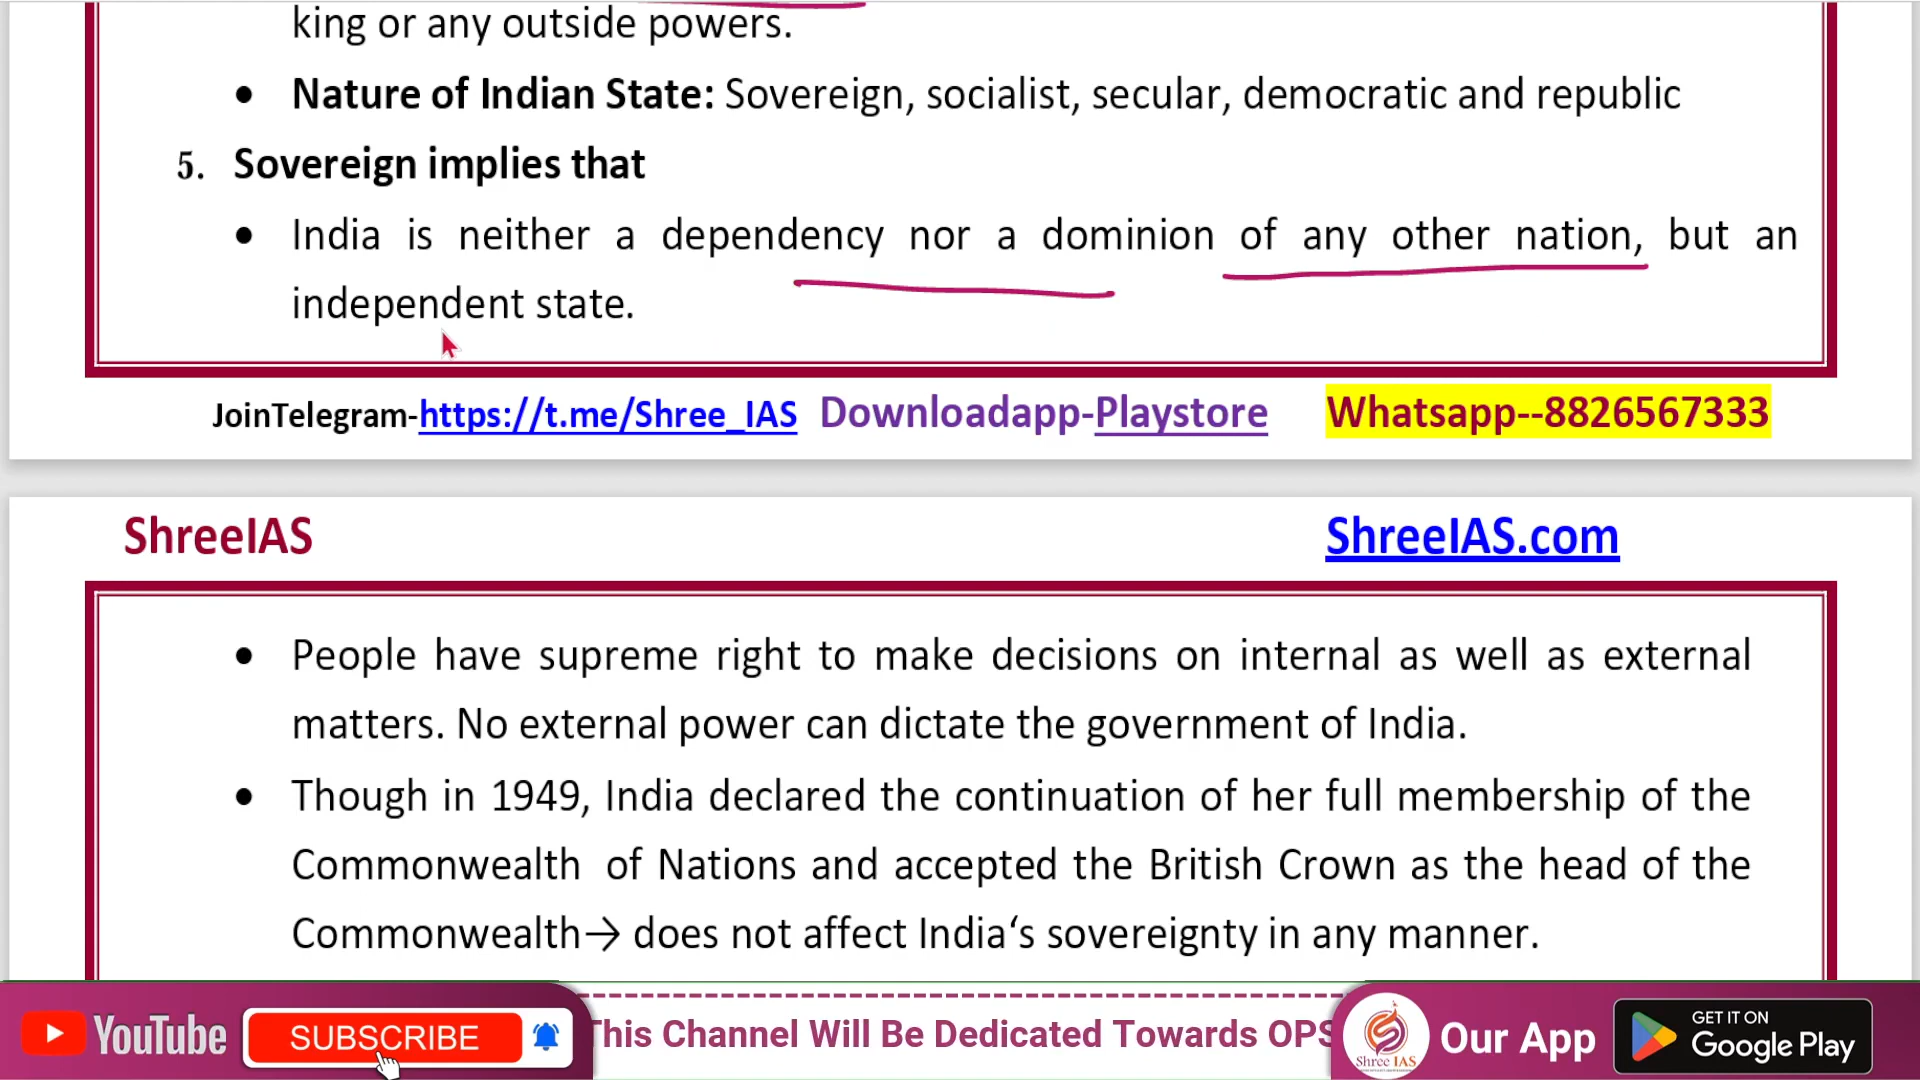 king or any outside powers.
• Nature of Indian State: Sovereign, socialist, secular, democratic and republic
5. Sovereign implies that
• India is neither a dependency nor a dominion of any other nation, but an
independent state.
JoinTelegram-https://t.me/Shree_IAS Downloadapp-Playstore Whatsapp--8826567333
ShreeIAS ShreeIAS.com
• People have supreme right to make decisions on internal as well as external
matters. No external power can dictate the government of India.
• Though in 1949, India declared the continuation of her full membership of the
Commonwealth of Nations and accepted the British Crown as the head of the
Commonwealth→ does not affect India‘s sovereignty in any manner.
YouTube SUBSCRIBE This Channel Will Be Dedicated Towards OPS Shree IAS Our App GET IT ON
Google Play